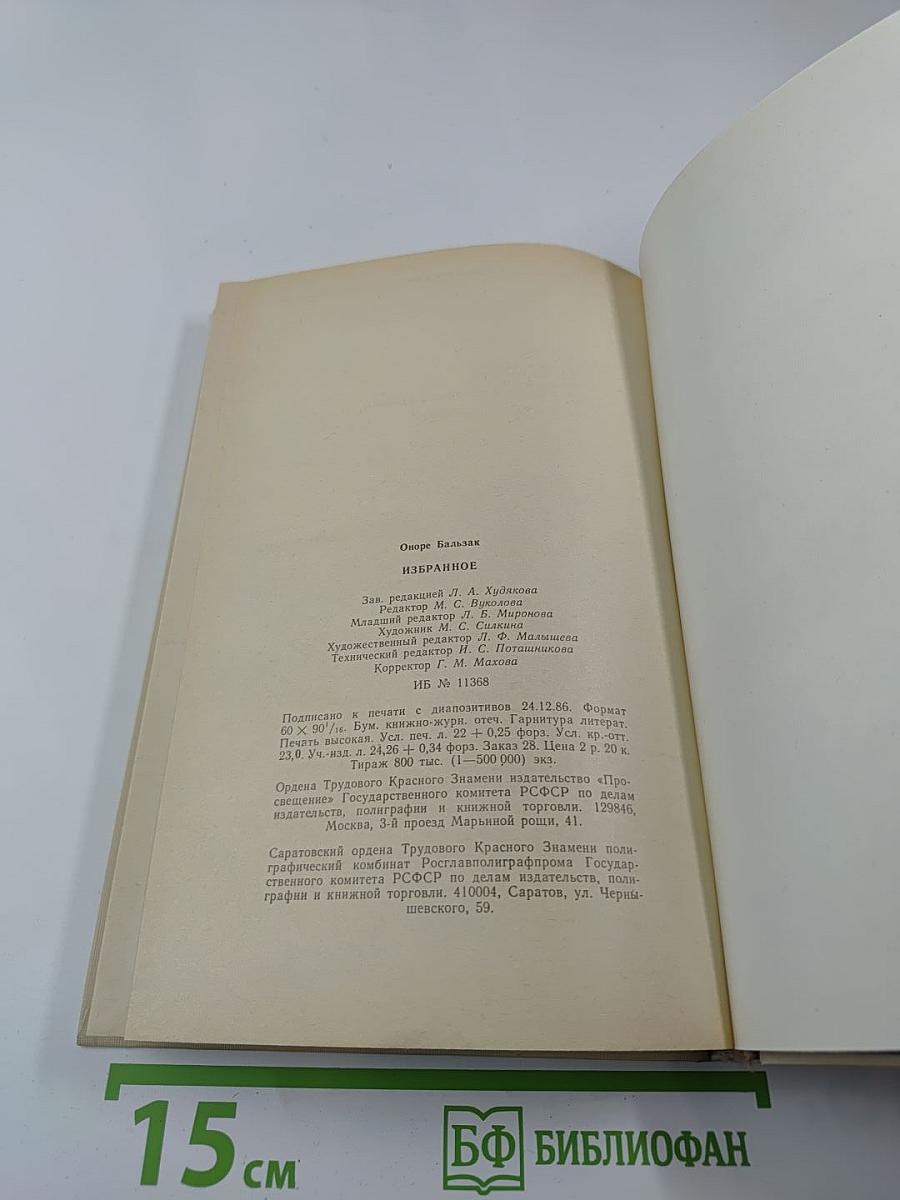 Оноре Бальзак
ИЗБРАННОЕ
Зав. редакцией Л. А. Худякова
Редактор М. С. Вуколова
Младший редактор Л. Б. Миронова
Художник М. С. Силкина
Художественный редактор Л. Ф. Малышева
Технический редактор И. С. Поташникова
Корректор Г. М. Махова
ИБ № 11368
Подписано к печати с диапозитивов 24.12.86. Формат
60 × 90¹/₁₆. Бум. книжно-журн. отеч. Гарнитура литерат.
Печать высокая. Усл. печ. л. 22 + 0,25 форз. Усл. кр.-отт.
23,0. Уч.-изд. л. 24,26 + 0,34 форз. Заказ 28. Цена 2 р. 20 к.
Тираж 800 тыс. (1—500 000) экз.
Ордена Трудового Красного Знамени издательство «Про-
свещение» Государственного комитета РСФСР по делам
издательств, полиграфии и книжной торговли. 129846,
Москва, 3-й проезд Марьиной рощи, 41.
Саратовский ордена Трудового Красного Знамени поли-
графический комбинат Росглавполиграфпрома Государ-
ственного комитета РСФСР по делам издательств, поли-
графии и книжной торговли. 410004, Саратов, ул. Черны-
шевского, 59.
15 см
БФ БИБЛИОФАН